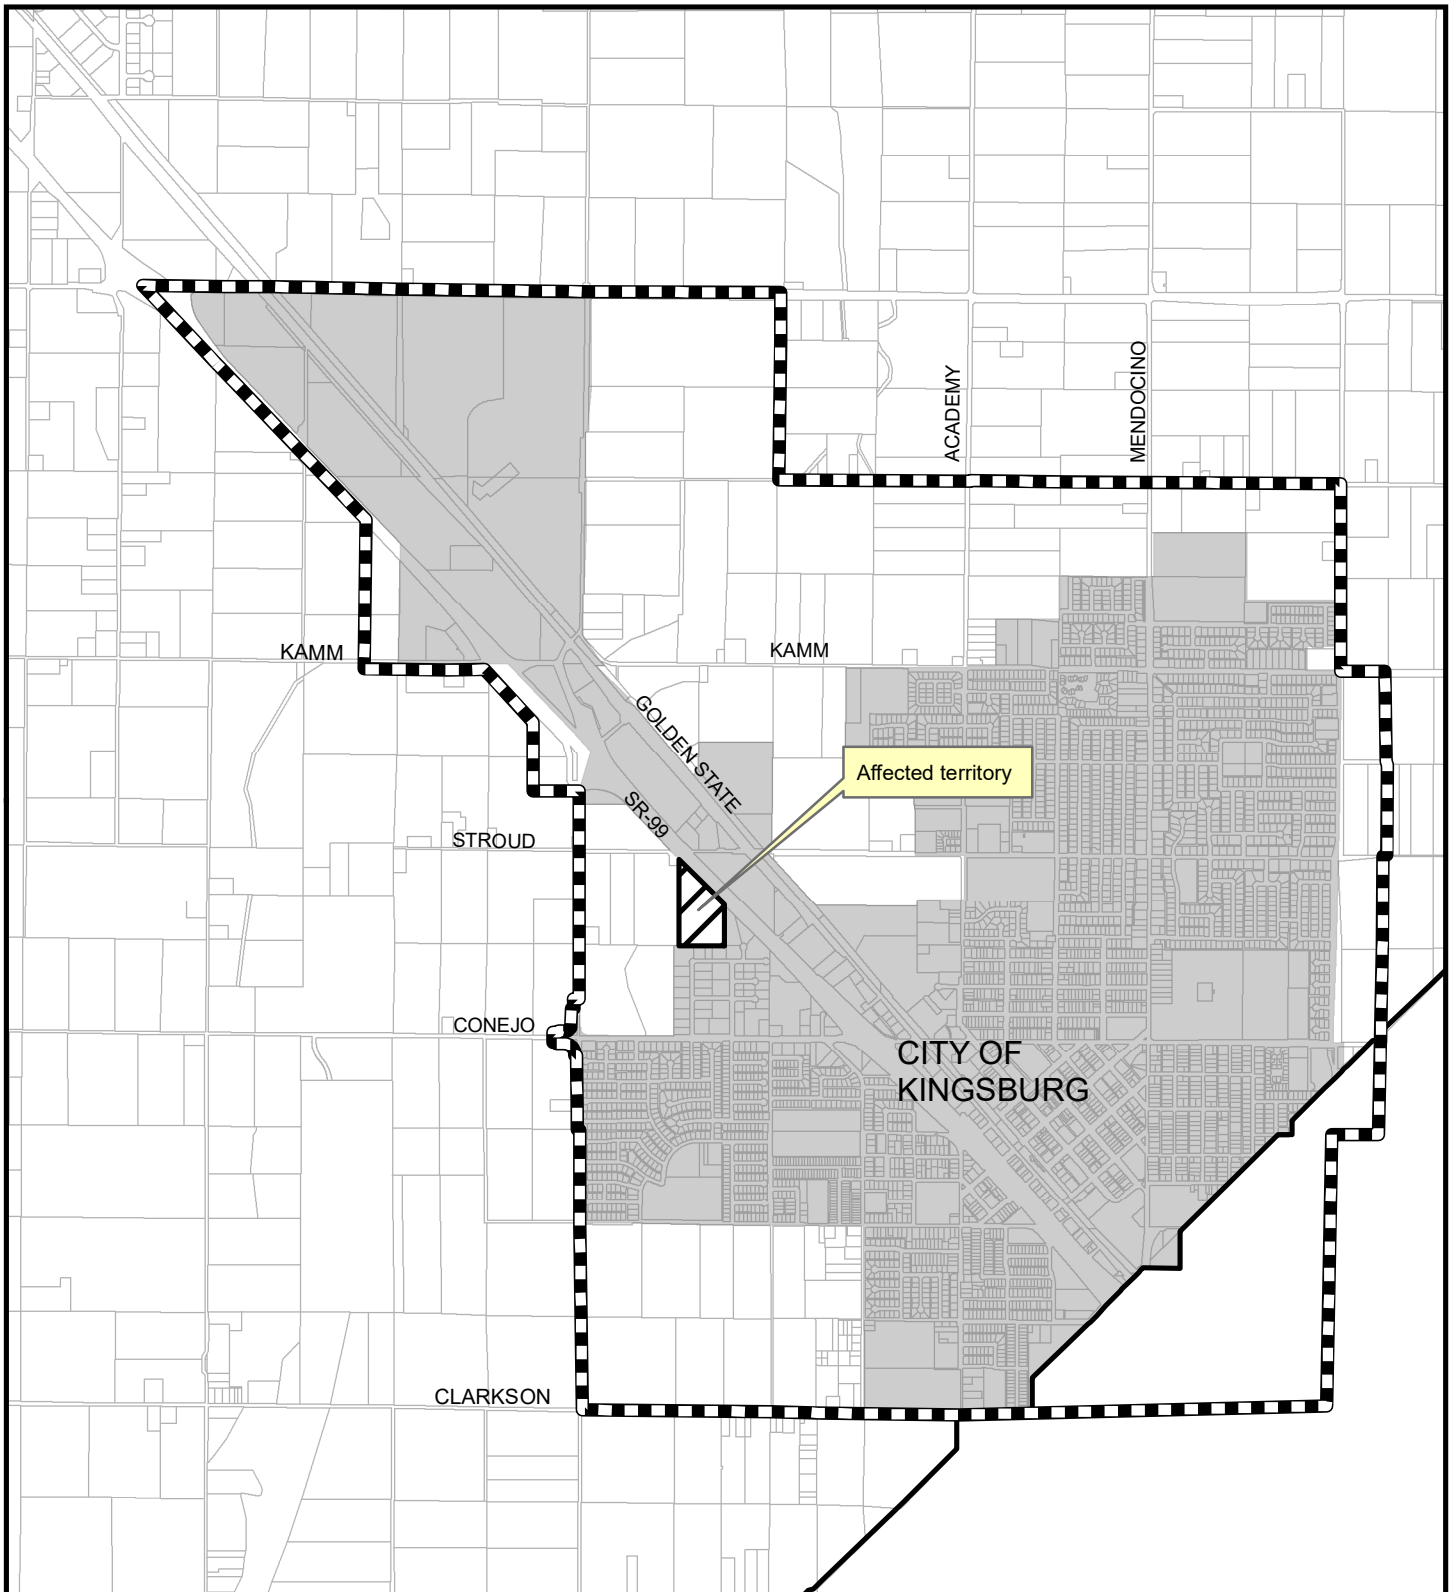 ACADEMY
MENDOCINO
KAMM
KAMM
GOLDEN STATE
Affected territory
SR-99
STROUD
CONEJO
CITY OF
KINGSBURG
CLARKSON